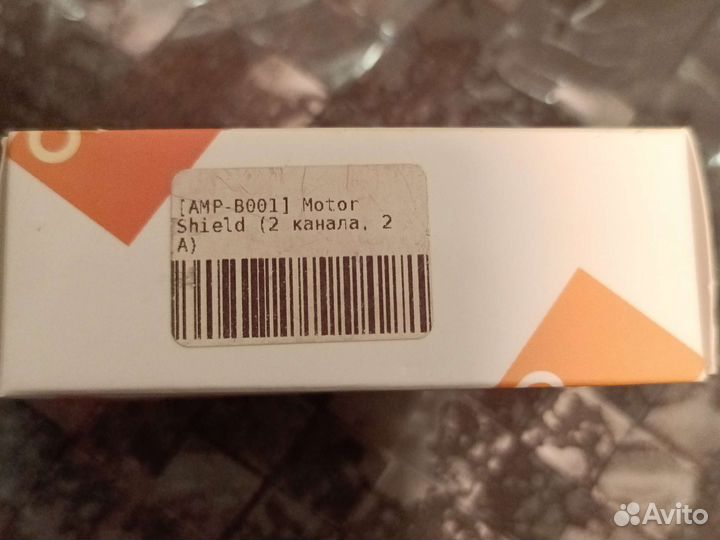 [AMP-B001] Motor
Shield (2 канала, 2
A)
Avito